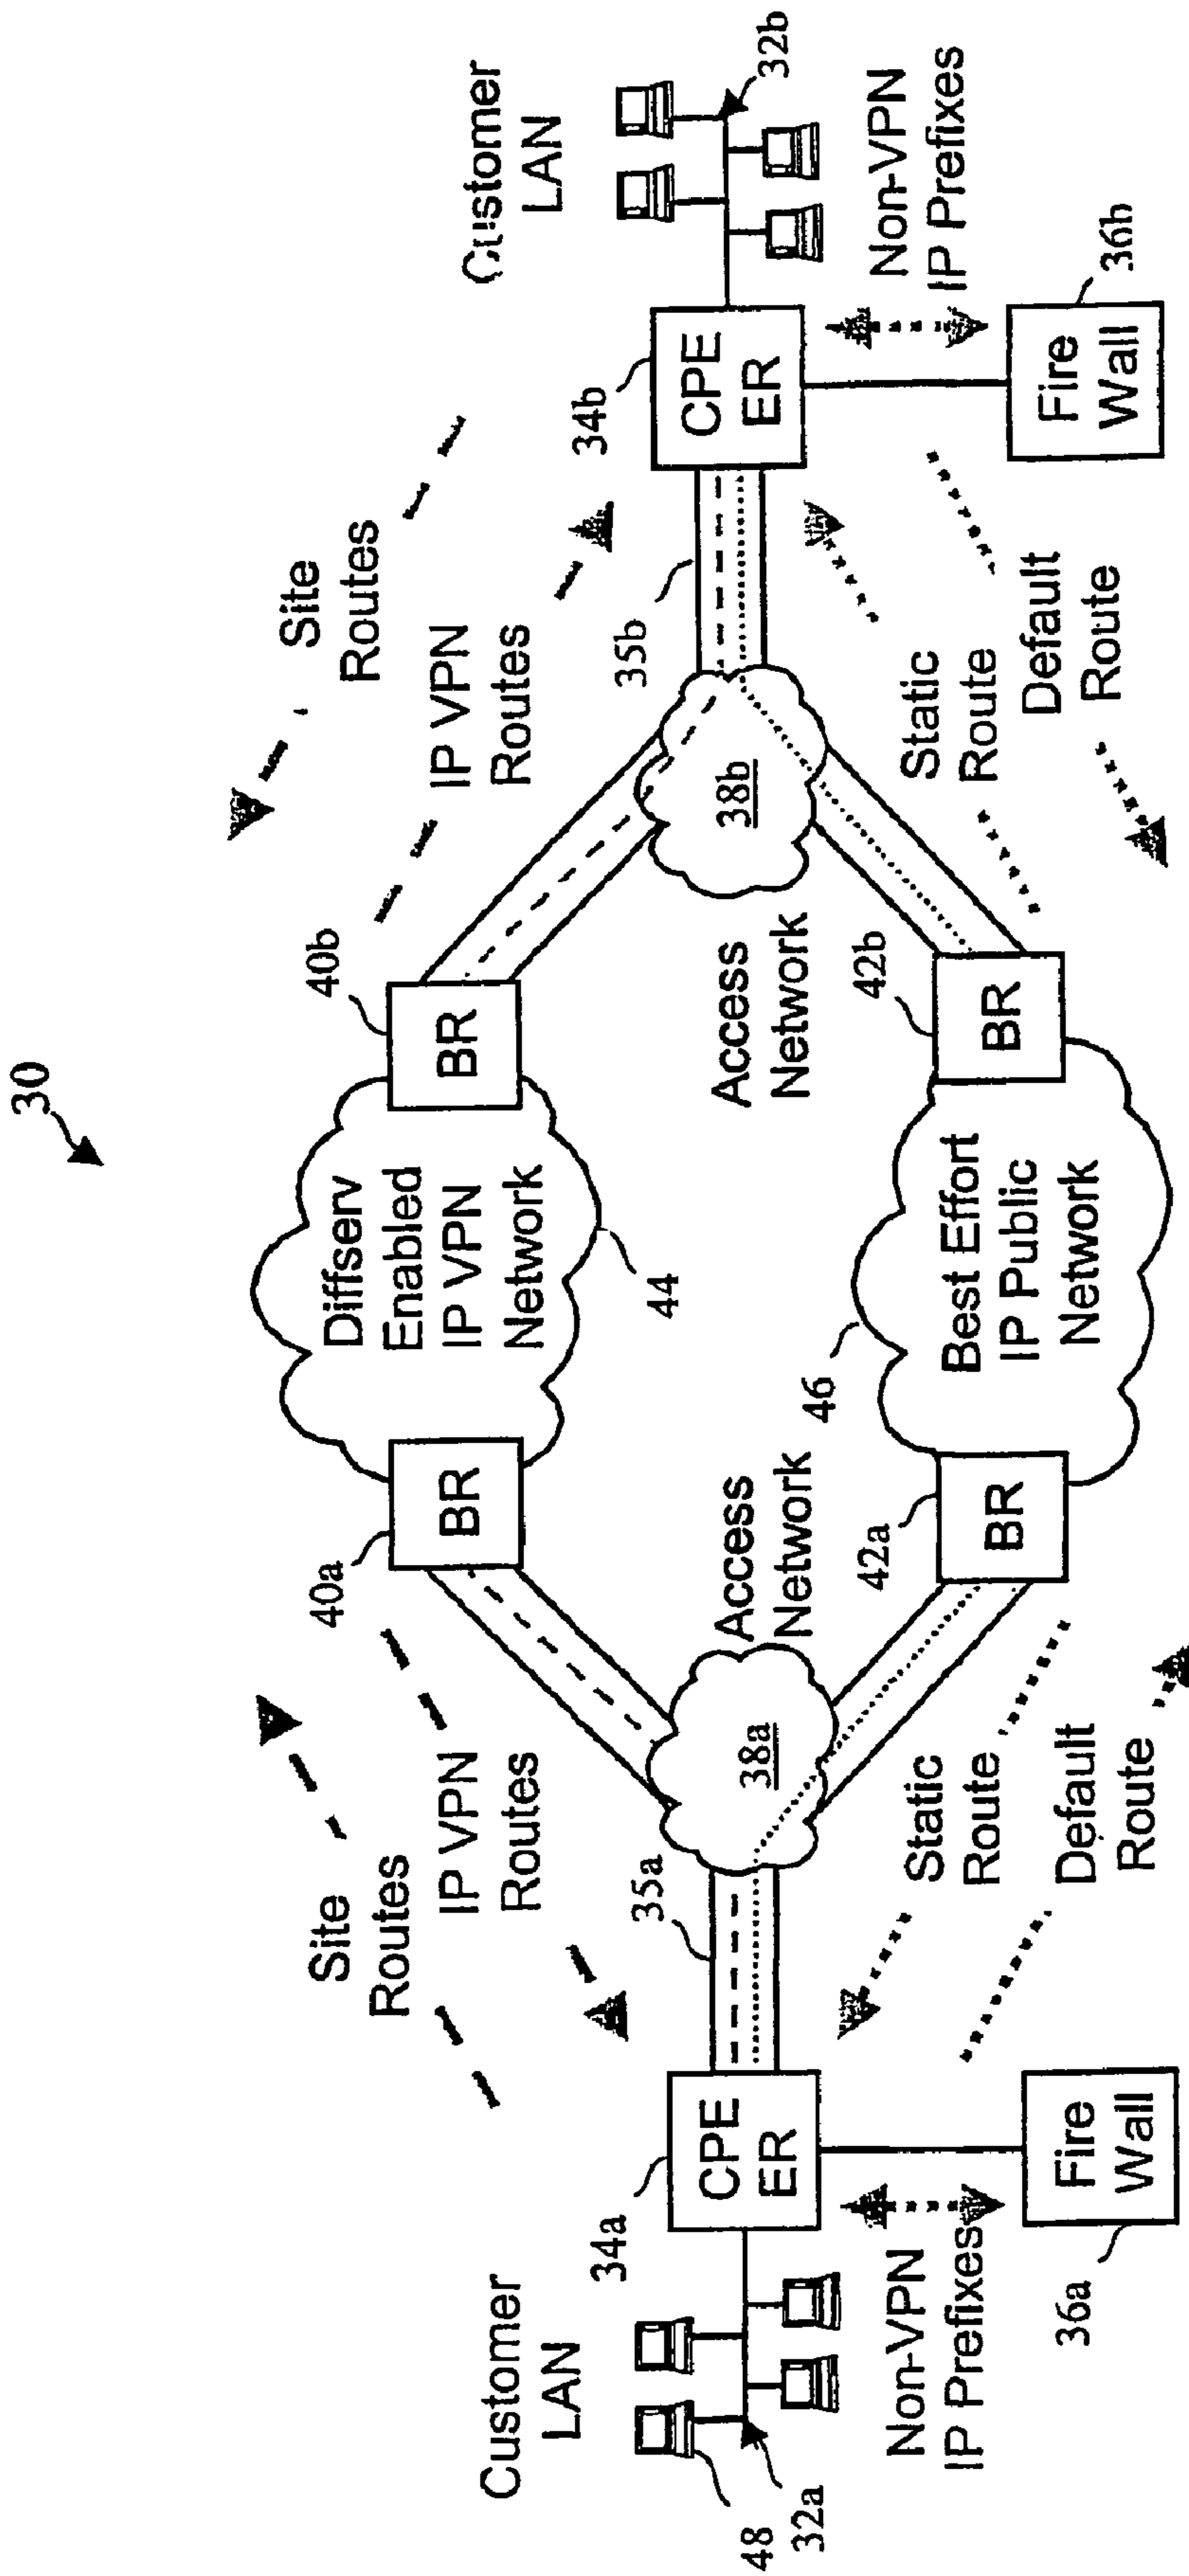 30
Customer
LAN
48
32a
34a
Non-VPN
IP Prefixes
36a
CPE
ER
Fire
Wall
Site
Routes
IP VPN
Routes
35a
38a
Access
Network
Static
Route
Default
Route
40a
BR
42a
BR
Diffserv
Enabled
IP VPN
Network
44
46
Best Effort
IP Public
Network
40b
BR
42b
BR
Access
Network
38b
Site
Routes
IP VPN
Routes
35b
Static
Route
Default
Route
34b
CPE
ER
Fire
Wall
36b
Customer
LAN
32b
Non-VPN
IP Prefixes